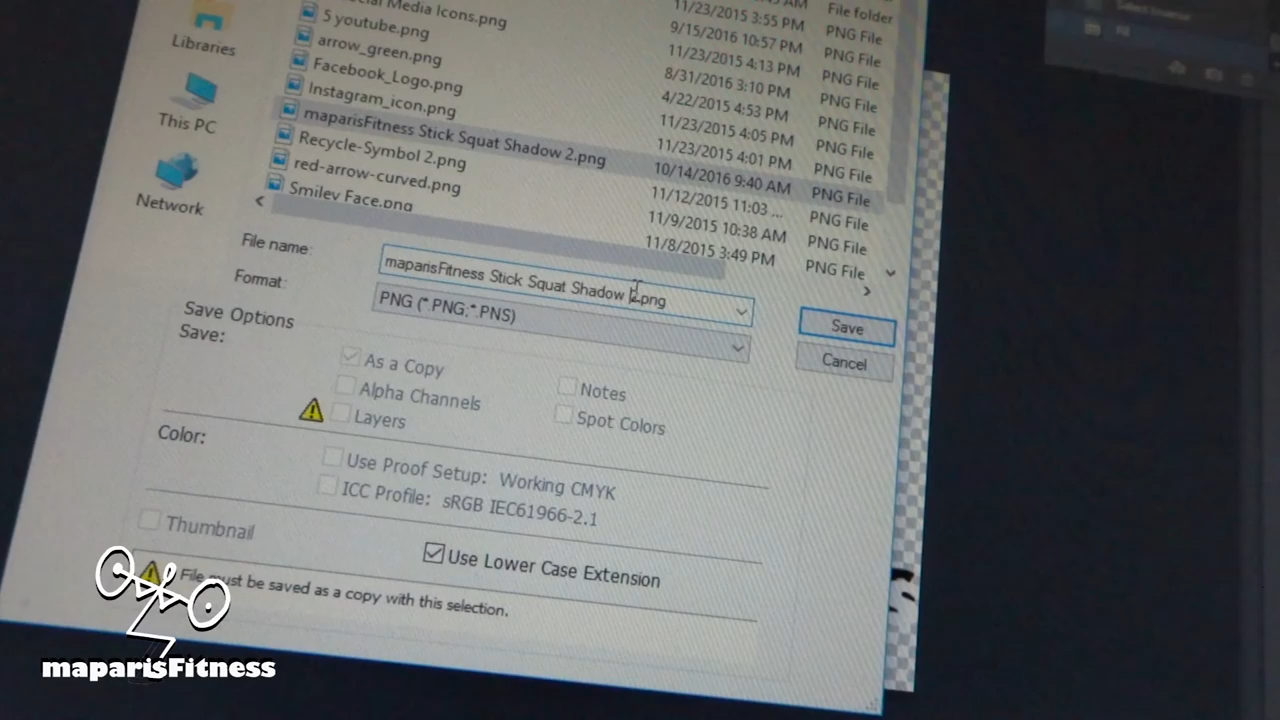 Social Media Icons.png
5 youtube.png
arrow_green.png
Facebook_Logo.png
Instagram_icon.png
maparisFitness Stick Squat Shadow 2.png
Recycle-Symbol 2.png
red-arrow-curved.png
Smiley Face.png
11/23/2015 3:55 PM
9/15/2016 10:57 PM
11/23/2015 4:13 PM
8/31/2016 3:10 PM
4/22/2015 4:53 PM
11/23/2015 4:05 PM
11/23/2015 4:01 PM
10/14/2016 9:40 AM
11/12/2015 11:03 ...
11/9/2015 10:38 AM
11/8/2015 3:49 PM
File folder
PNG File
PNG File
PNG File
PNG File
PNG File
PNG File
PNG File
PNG File
PNG File
PNG File
PNG File
Libraries
This PC
Network
File name:
maparisFitness Stick Squat Shadow 2.png
Format:
PNG (*.PNG;*.PNS)
Save
Cancel
Save Options
Save:
As a Copy
Notes
Alpha Channels
Spot Colors
Layers
Color:
Use Proof Setup: Working CMYK
ICC Profile: sRGB IEC61966-2.1
Thumbnail
Use Lower Case Extension
File must be saved as a copy with this selection.
maparisFitness